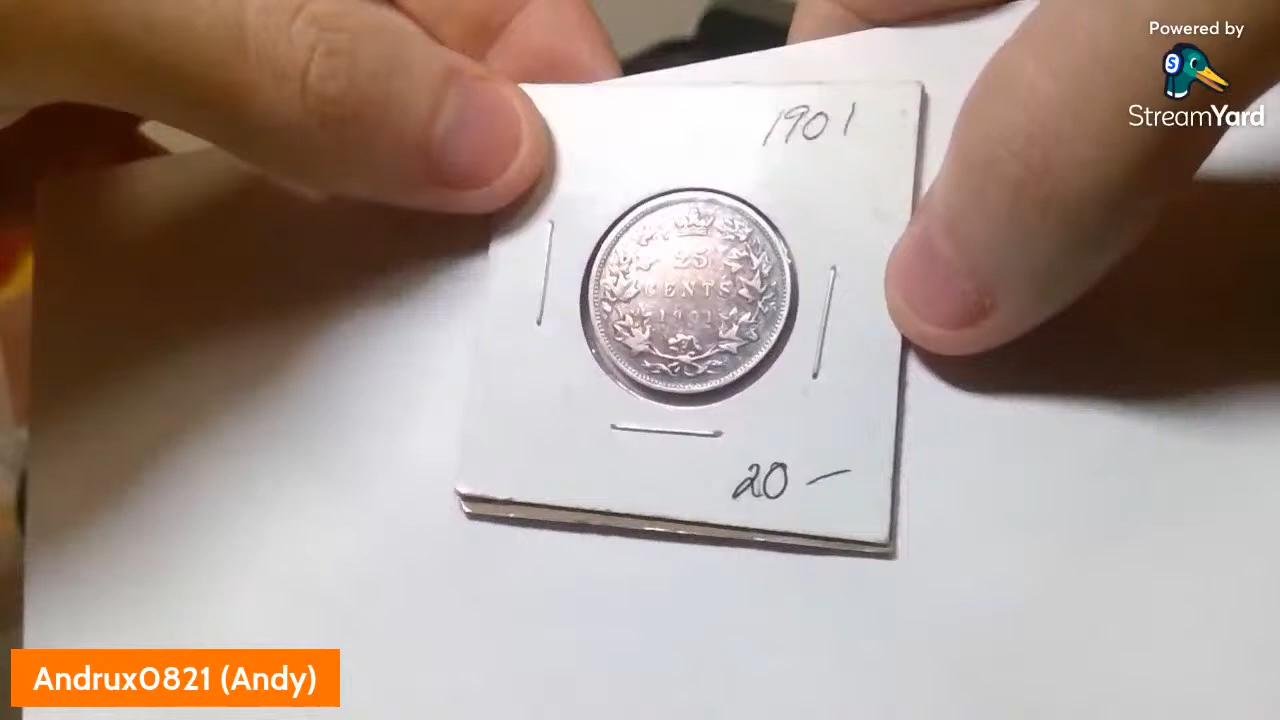 Powered by
StreamYard
1901
25
CENTS
1901
20 –
Andrux0821 (Andy)